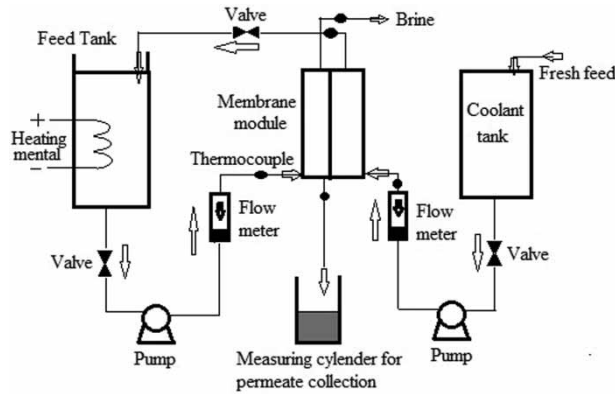 Valve
Brine
Feed Tank
Fresh feed
Membrane
module
Coolant
tank
+
Heating
mental
−
Thermocouple
Flow
meter
Flow
meter
Valve
Valve
Pump
Pump
Measuring cylender for
permeate collection